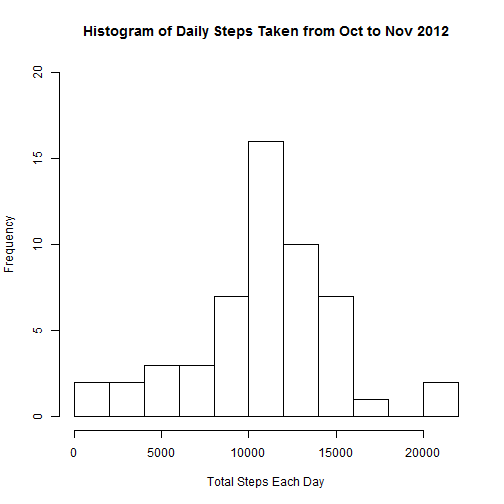 Histogram of Daily Steps Taken from Oct to Nov 2012
20
15
10
5
0
Frequency
0 5000 10000 15000 20000
Total Steps Each Day